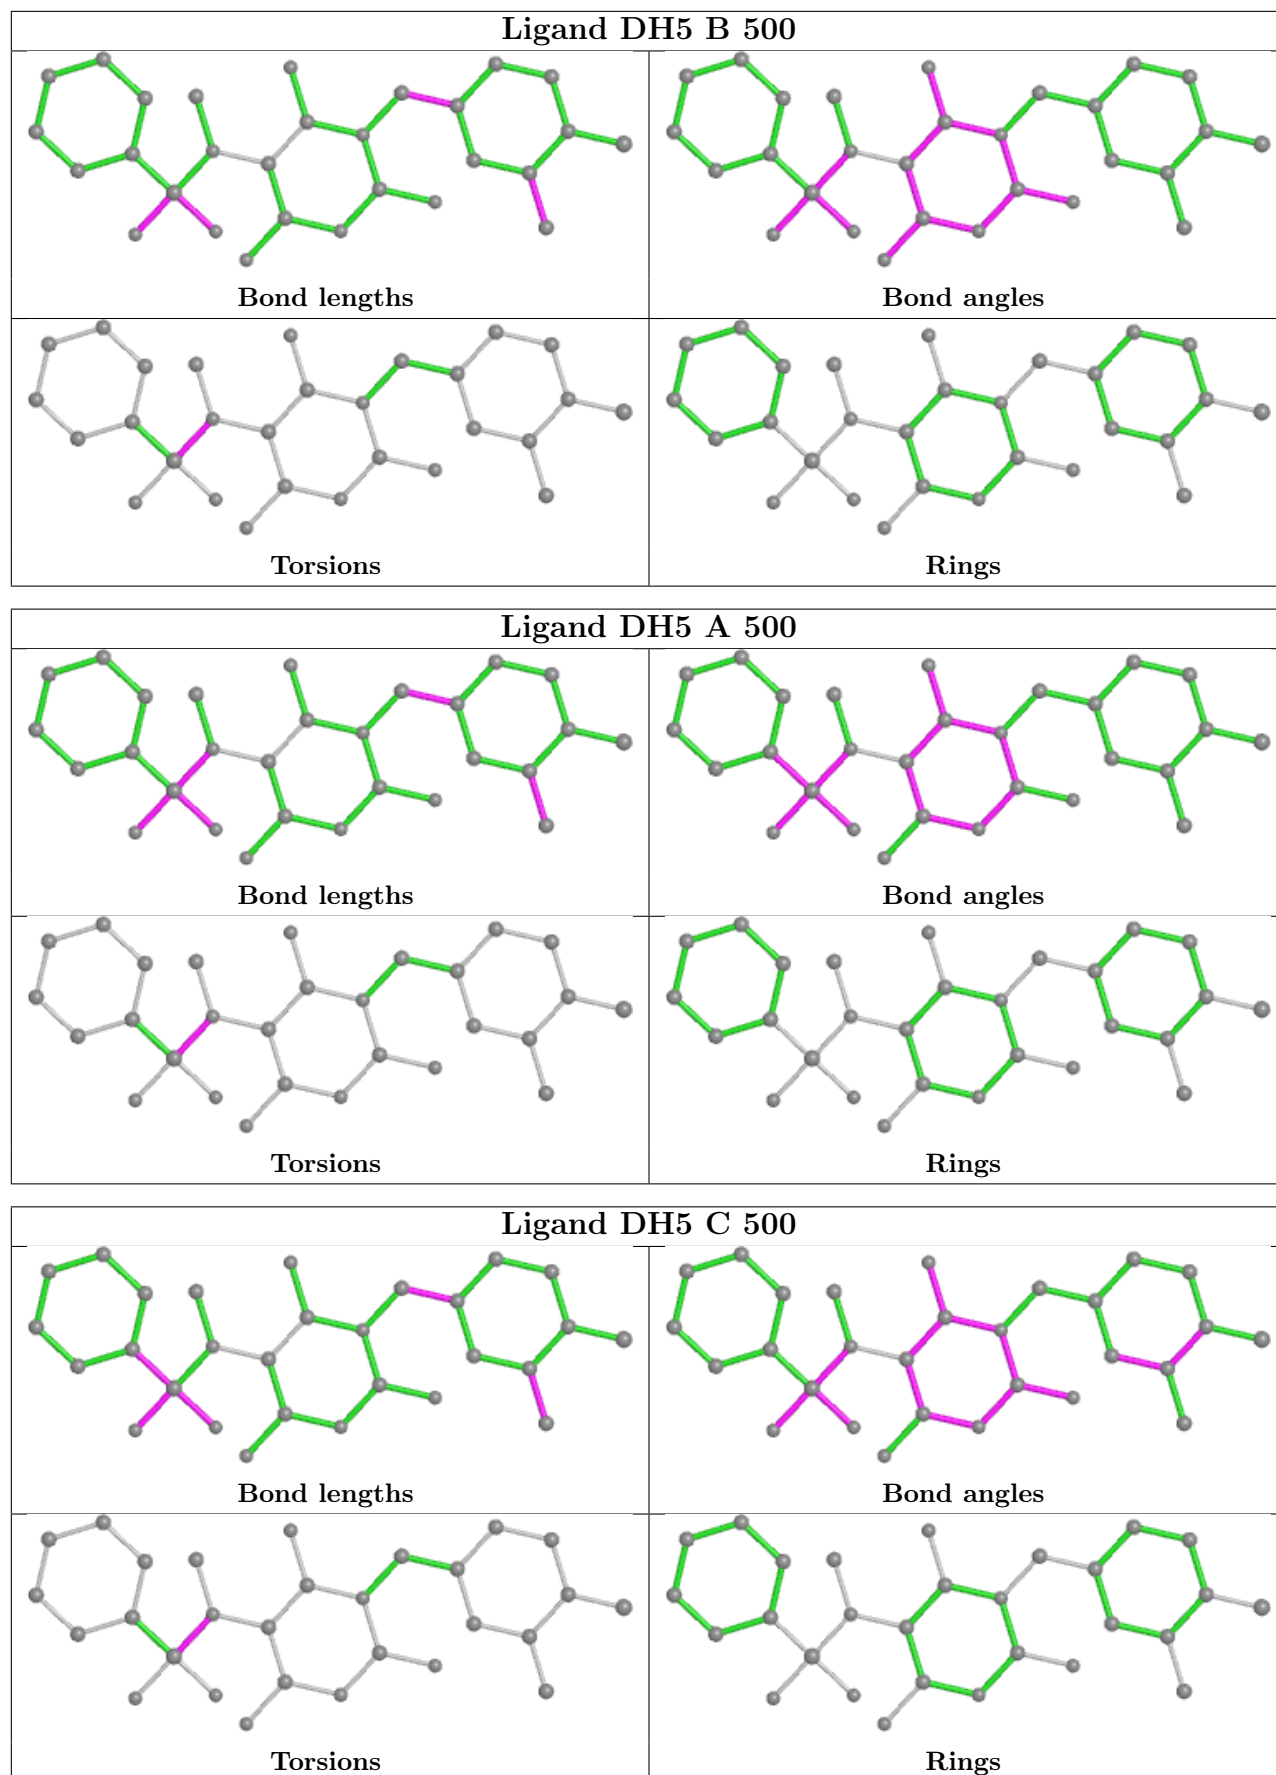 Ligand DH5 B 500
Bond lengths
Bond angles
Torsions
Rings
Ligand DH5 A 500
Bond lengths
Bond angles
Torsions
Rings
Ligand DH5 C 500
Bond lengths
Bond angles
Torsions
Rings